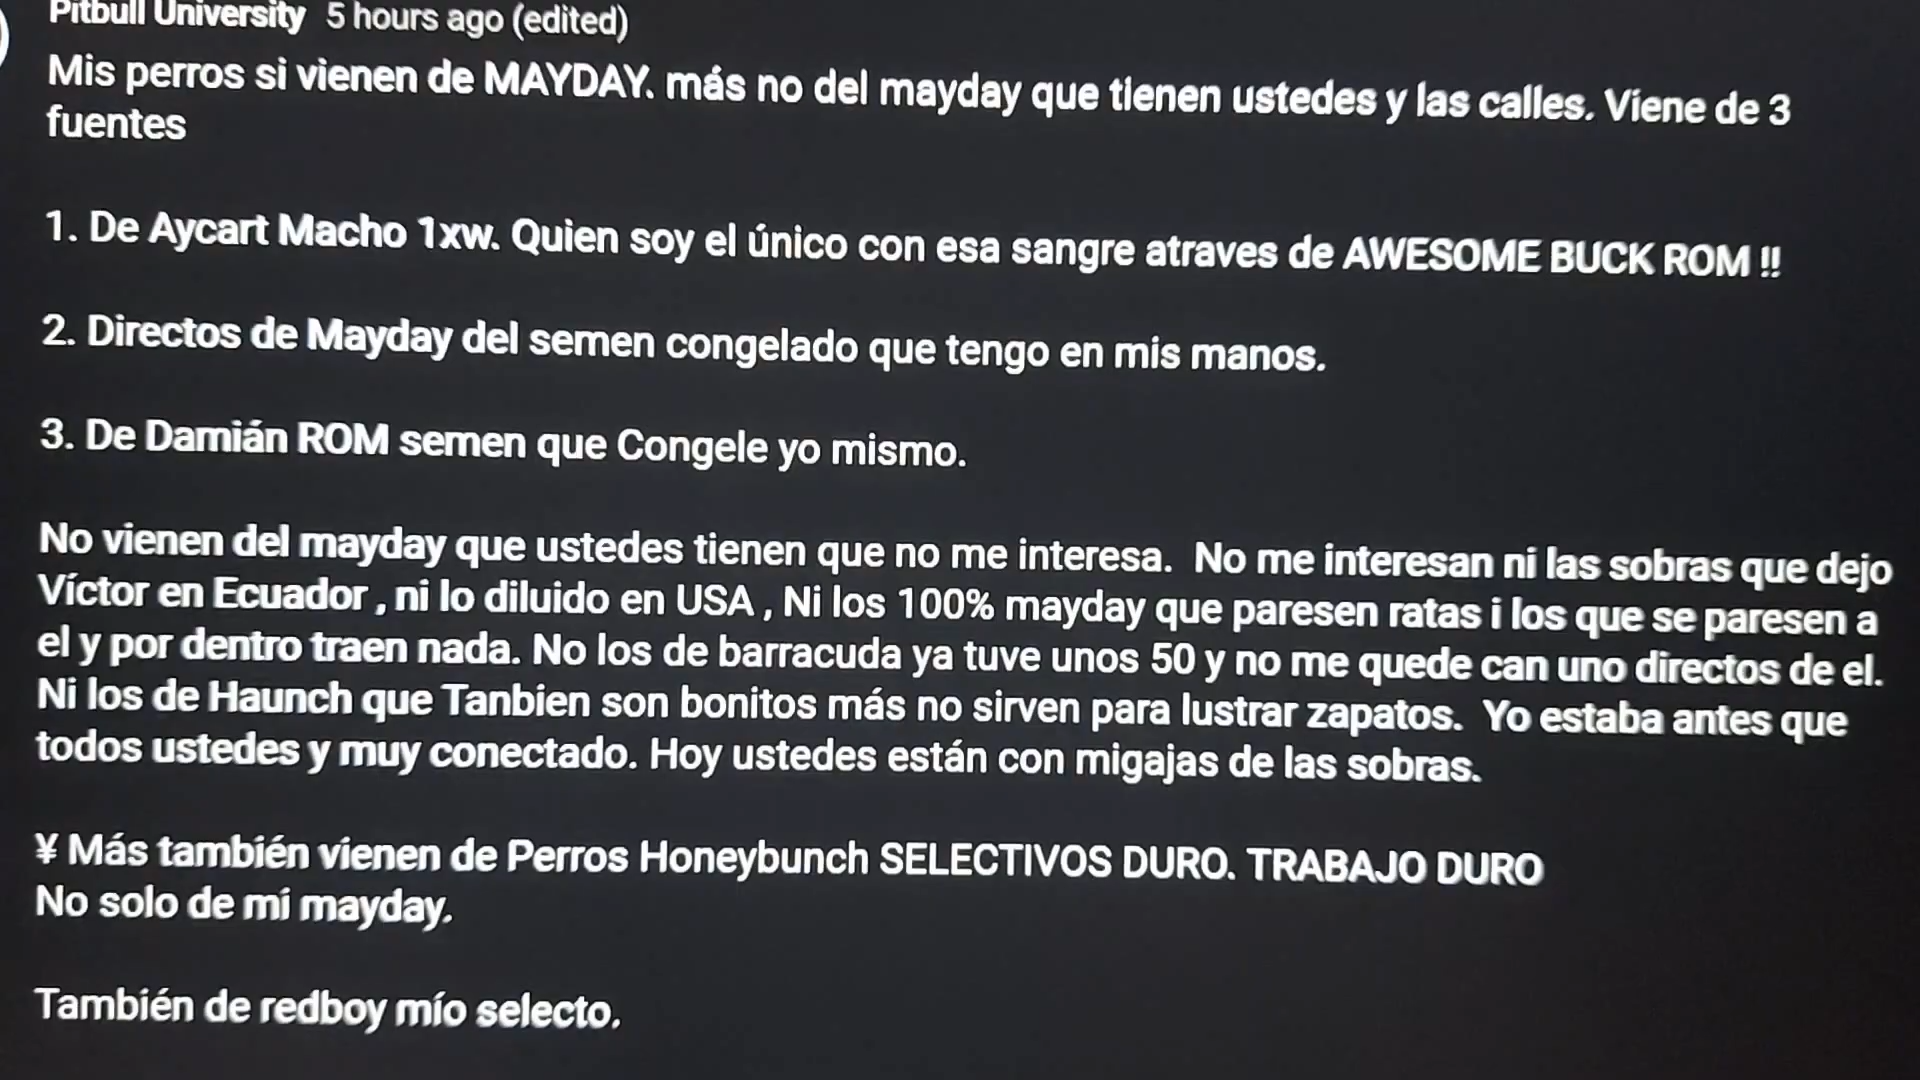 Pitbull University 5 hours ago (edited)
Mis perros si vienen de MAYDAY. más no del mayday que tienen ustedes y las calles. Viene de 3
fuentes
1. De Aycart Macho 1xw. Quien soy el único con esa sangre atraves de AWESOME BUCK ROM !!
2. Directos de Mayday del semen congelado que tengo en mis manos.
3. De Damián ROM semen que Congele yo mismo.
No vienen del mayday que ustedes tienen que no me interesa. No me interesan ni las sobras que dejo
Víctor en Ecuador , ni lo diluido en USA , Ni los 100% mayday que paresen ratas i los que se paresen a
el y por dentro traen nada. No los de barracuda ya tuve unos 50 y no me quede can uno directos de el.
Ni los de Haunch que Tanbien son bonitos más no sirven para lustrar zapatos. Yo estaba antes que
todos ustedes y muy conectado. Hoy ustedes están con migajas de las sobras.
¥ Más también vienen de Perros Honeybunch SELECTIVOS DURO. TRABAJO DURO
No solo de mí mayday.
También de redboy mío selecto.